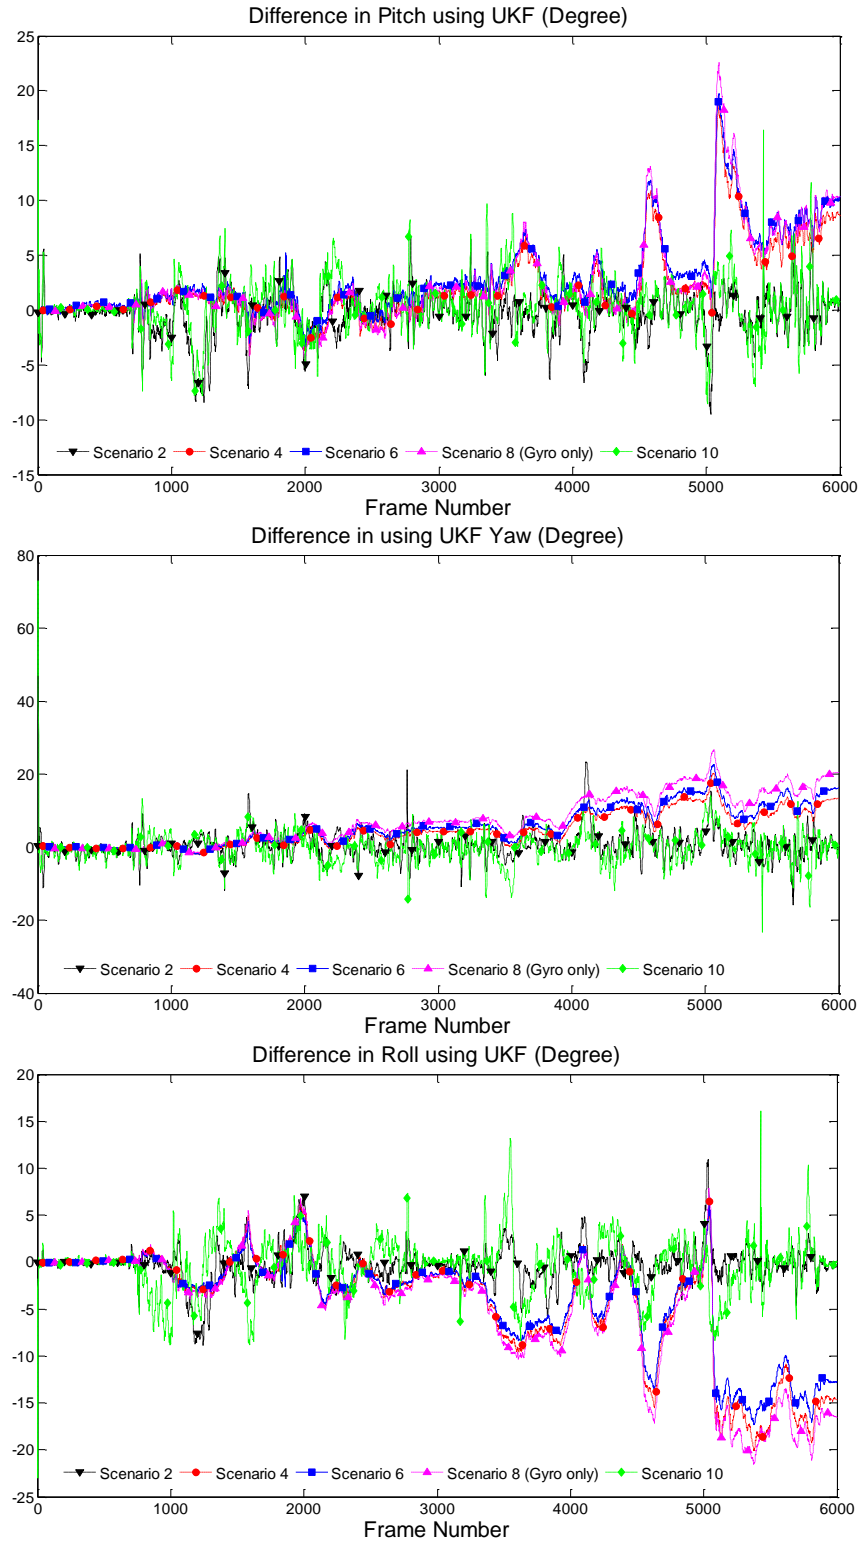 Difference in Pitch using UKF (Degree)
25
20
15
10
5
0
-5
-10
-15
Scenario 2 Scenario 4 Scenario 6 Scenario 8 (Gyro only) Scenario 10
0 1000 2000 3000 4000 5000 6000
Frame Number
Difference in using UKF Yaw (Degree)
80
60
40
20
0
-20
-40
Scenario 2 Scenario 4 Scenario 6 Scenario 8 (Gyro only) Scenario 10
0 1000 2000 3000 4000 5000 6000
Frame Number
Difference in Roll using UKF (Degree)
20
15
10
5
0
-5
-10
-15
-20
-25
Scenario 2 Scenario 4 Scenario 6 Scenario 8 (Gyro only) Scenario 10
0 1000 2000 3000 4000 5000 6000
Frame Number